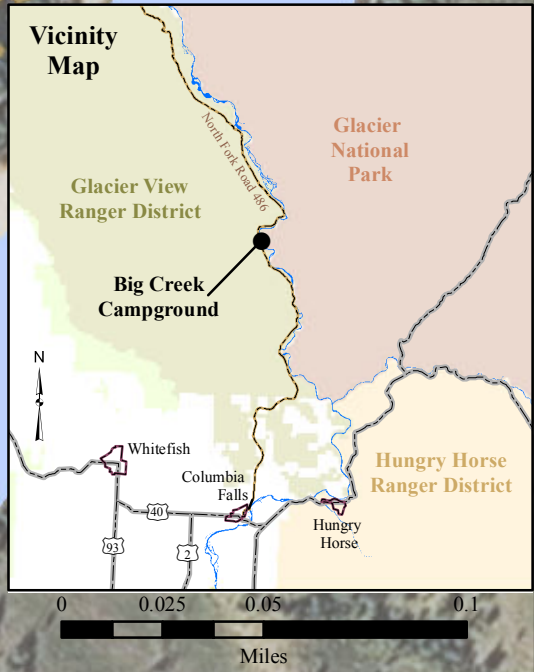 Vicinity
Map
North Fork Road 486
Glacier
National
Park
Glacier View
Ranger District
Big Creek
Campground
N
Whitefish
Columbia
Falls
Hungry Horse
Ranger District
40
93
2
Hungry
Horse
0 0.025 0.05 0.1
Miles